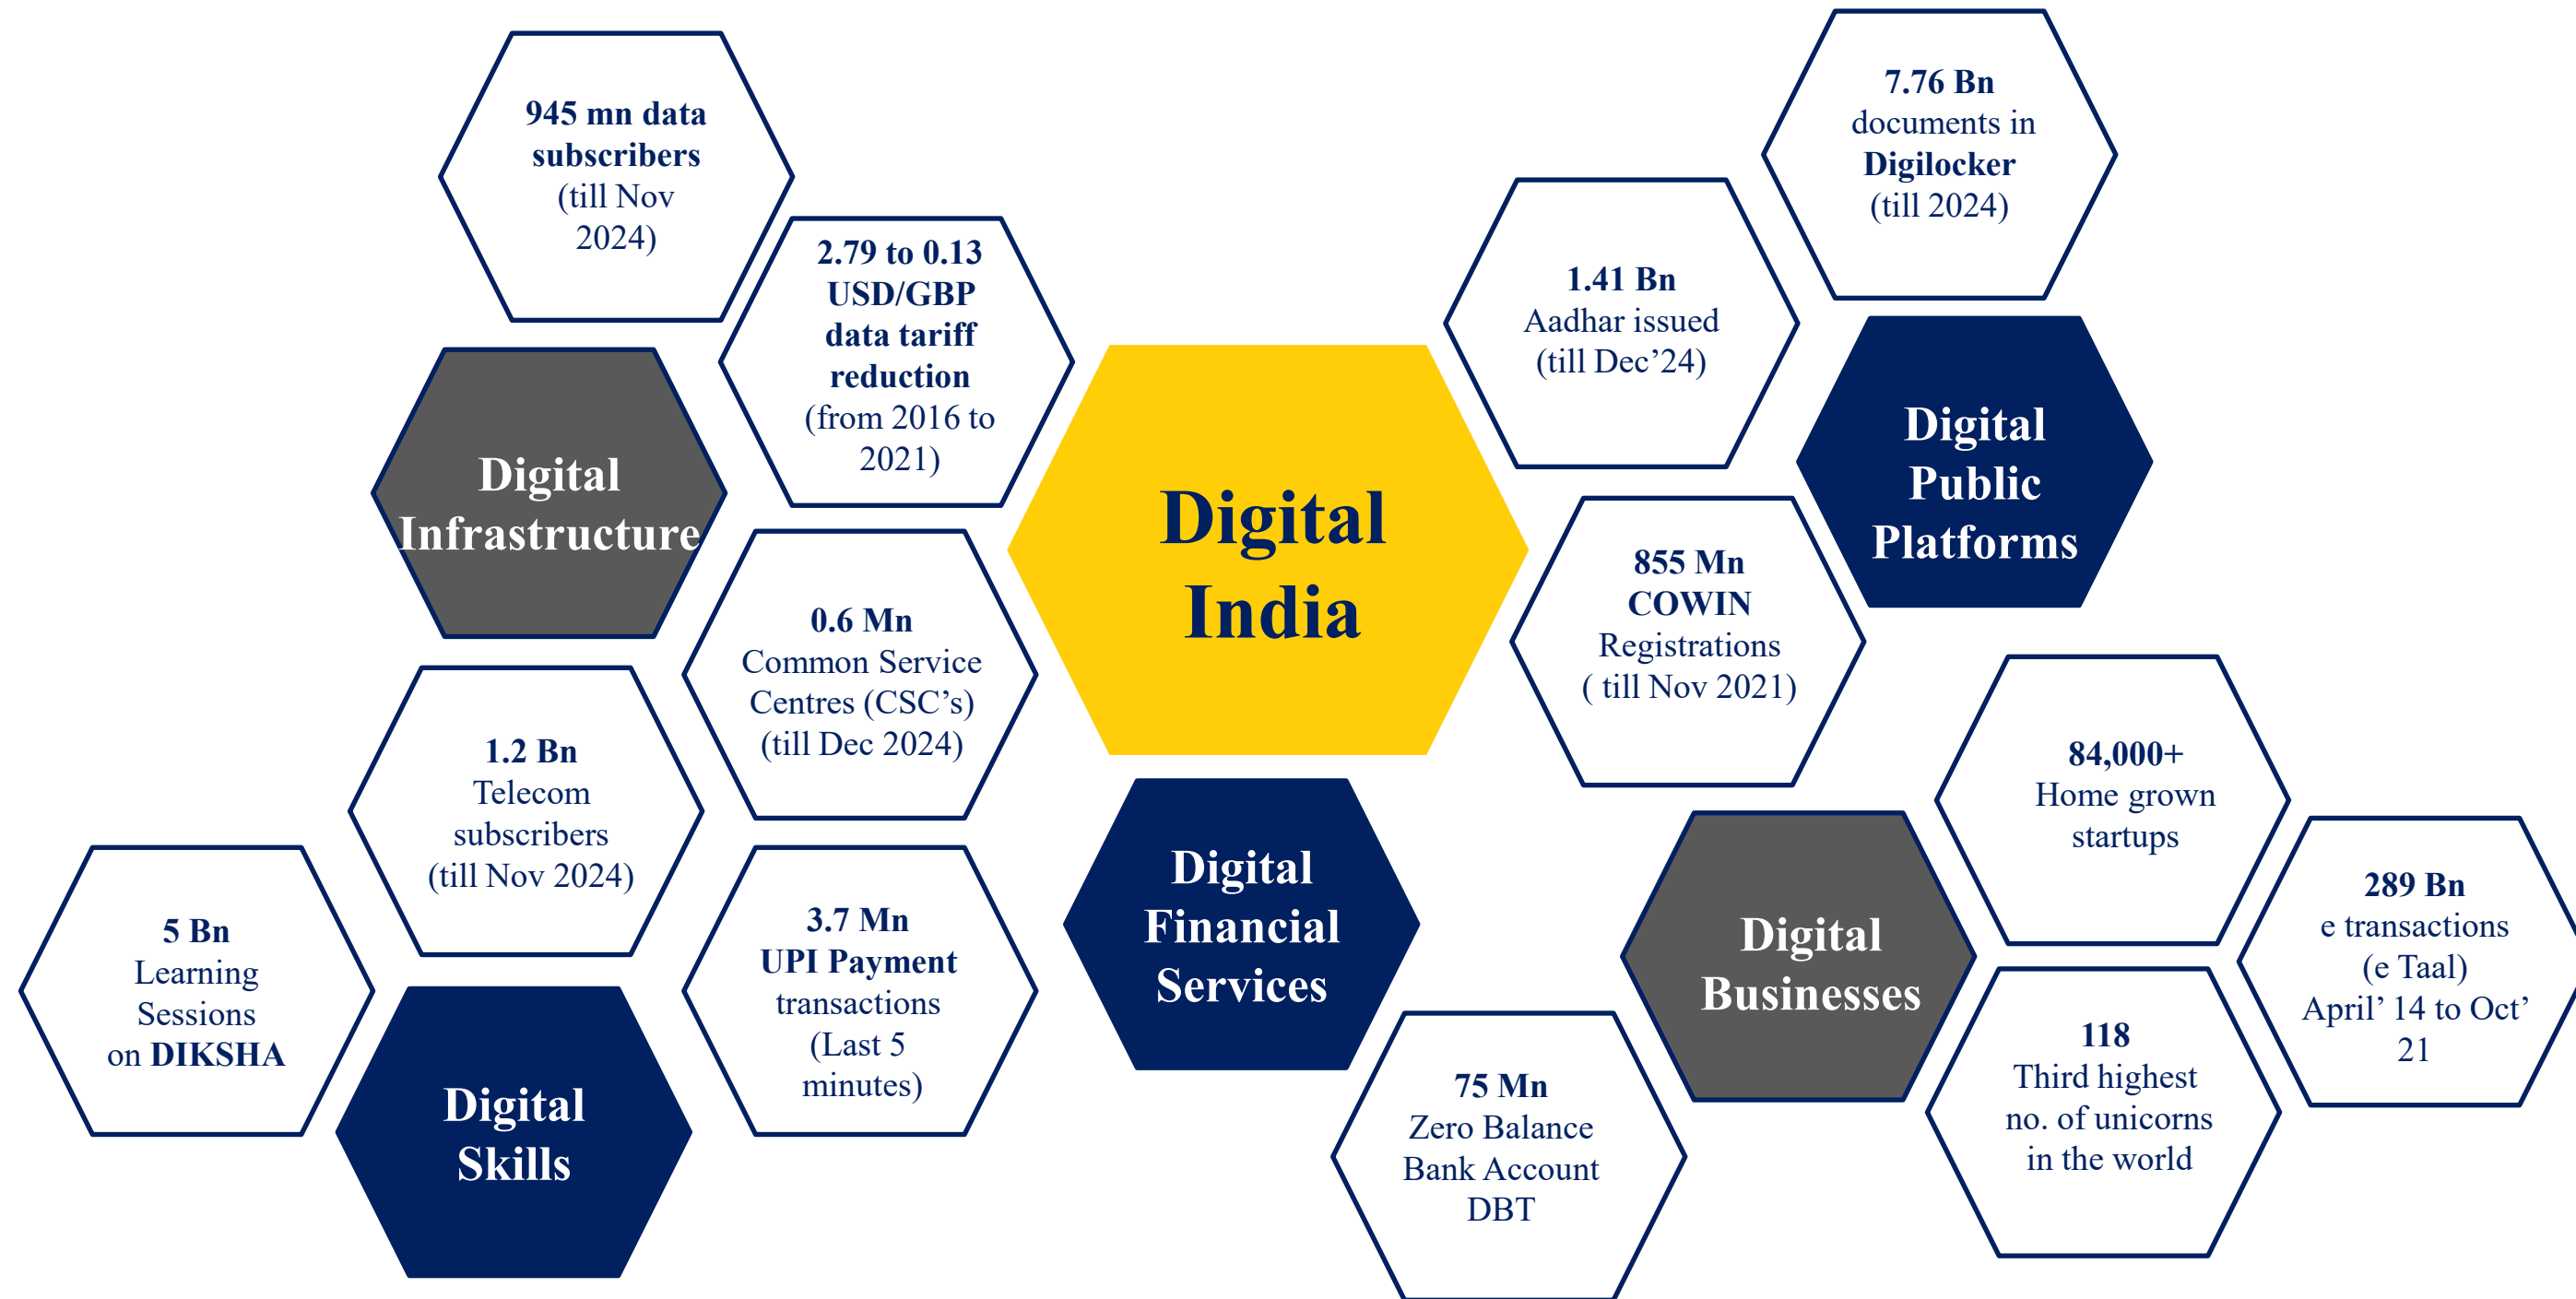 945 mn data
subscribers
(till Nov
2024)
2.79 to 0.13
USD/GBP
data tariff
reduction
(from 2016 to
2021)
Digital
Infrastructure
0.6 Mn
Common Service
Centres (CSC’s)
(till Dec 2024)
1.2 Bn
Telecom
subscribers
(till Nov 2024)
5 Bn
Learning
Sessions
on DIKSHA
Digital
Skills
3.7 Mn
UPI Payment
transactions
(Last 5
minutes)
Digital
India
Digital
Financial
Services
75 Mn
Zero Balance
Bank Account
DBT
7.76 Bn
documents in
Digilocker
(till 2024)
1.41 Bn
Aadhar issued
(till Dec’24)
Digital
Public
Platforms
855 Mn
COWIN
Registrations
( till Nov 2021)
84,000+
Home grown
startups
Digital
Businesses
289 Bn
e transactions
(e Taal)
April’ 14 to Oct’
21
118
Third highest
no. of unicorns
in the world